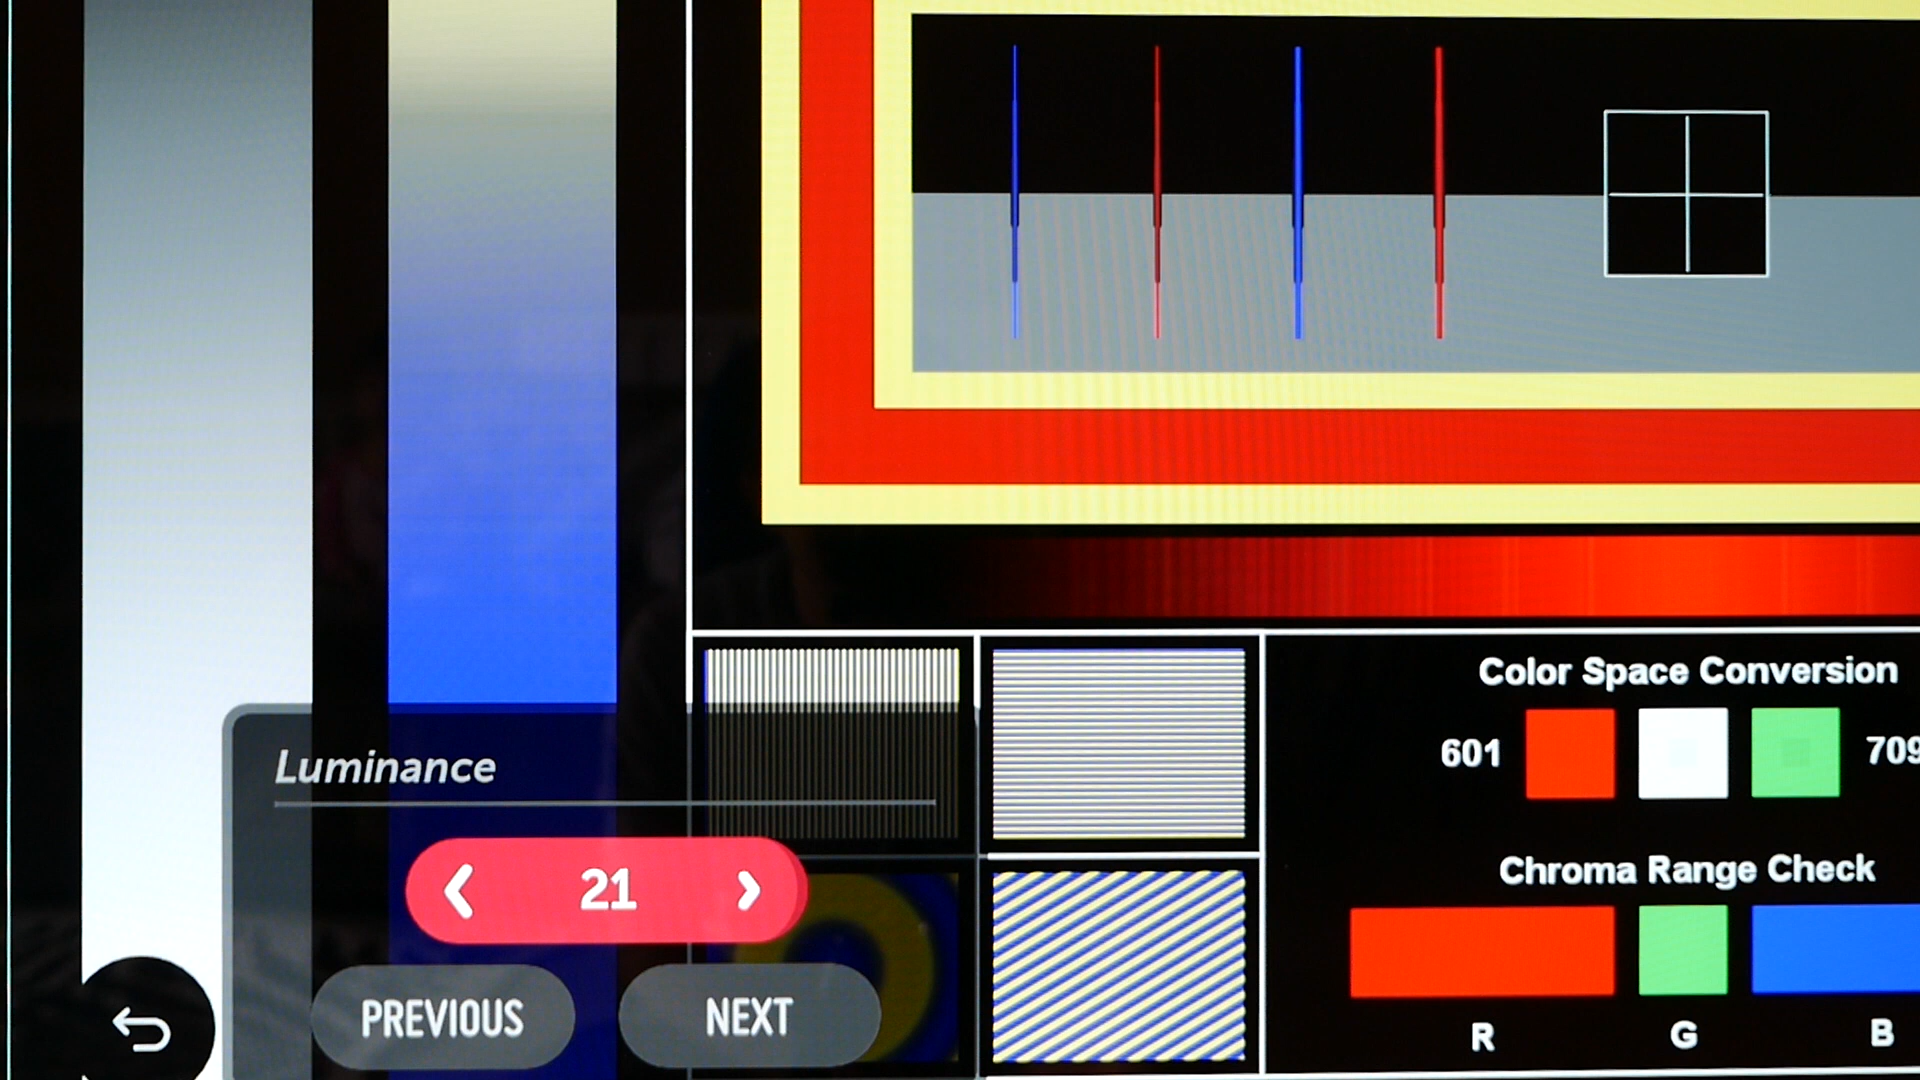 Color Space Conversion
601
709
Luminance
21
Chroma Range Check
PREVIOUS
NEXT
R
G
B